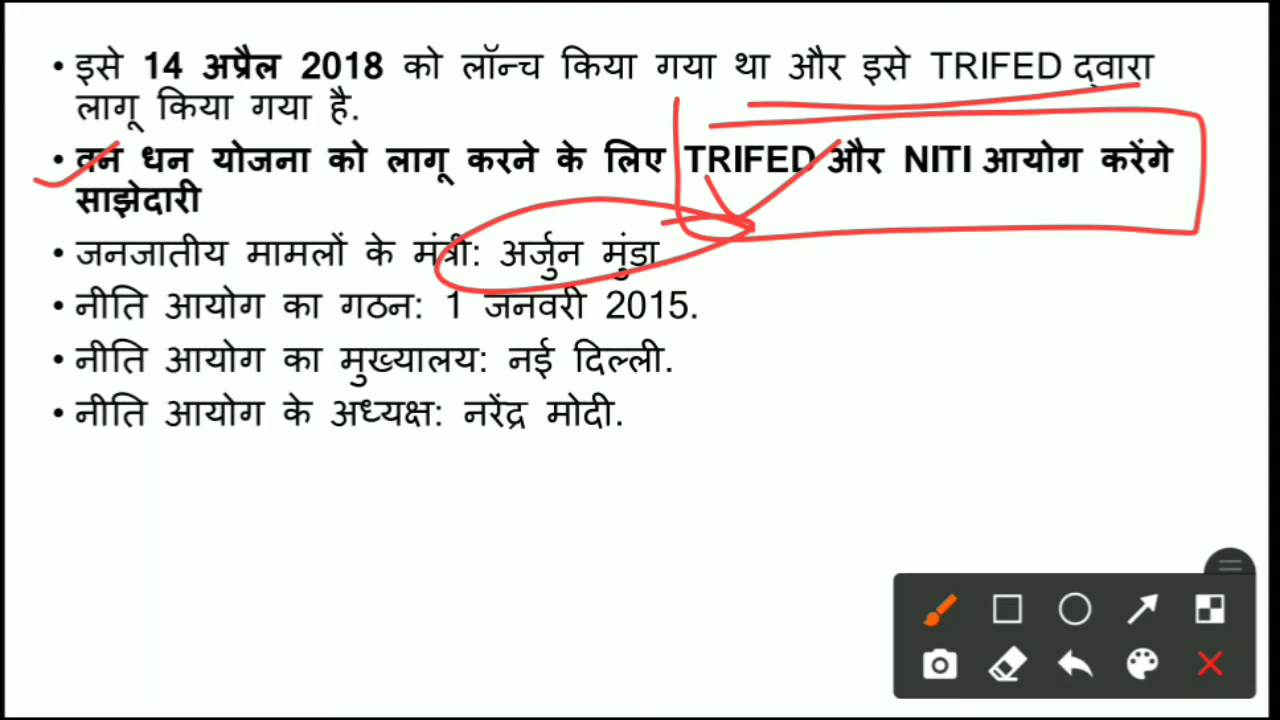 • इसे 14 अप्रैल 2018 को लॉन्च किया गया था और इसे TRIFED द्वारा
लागू किया गया है.
• वन धन योजना को लागू करने के लिए TRIFED और NITI आयोग करेंगे
साझेदारी
• जनजातीय मामलों के मंत्री: अर्जुन मुंडा
• नीति आयोग का गठन: 1 जनवरी 2015.
• नीति आयोग का मुख्यालय: नई दिल्ली.
• नीति आयोग के अध्यक्ष: नरेंद्र मोदी.